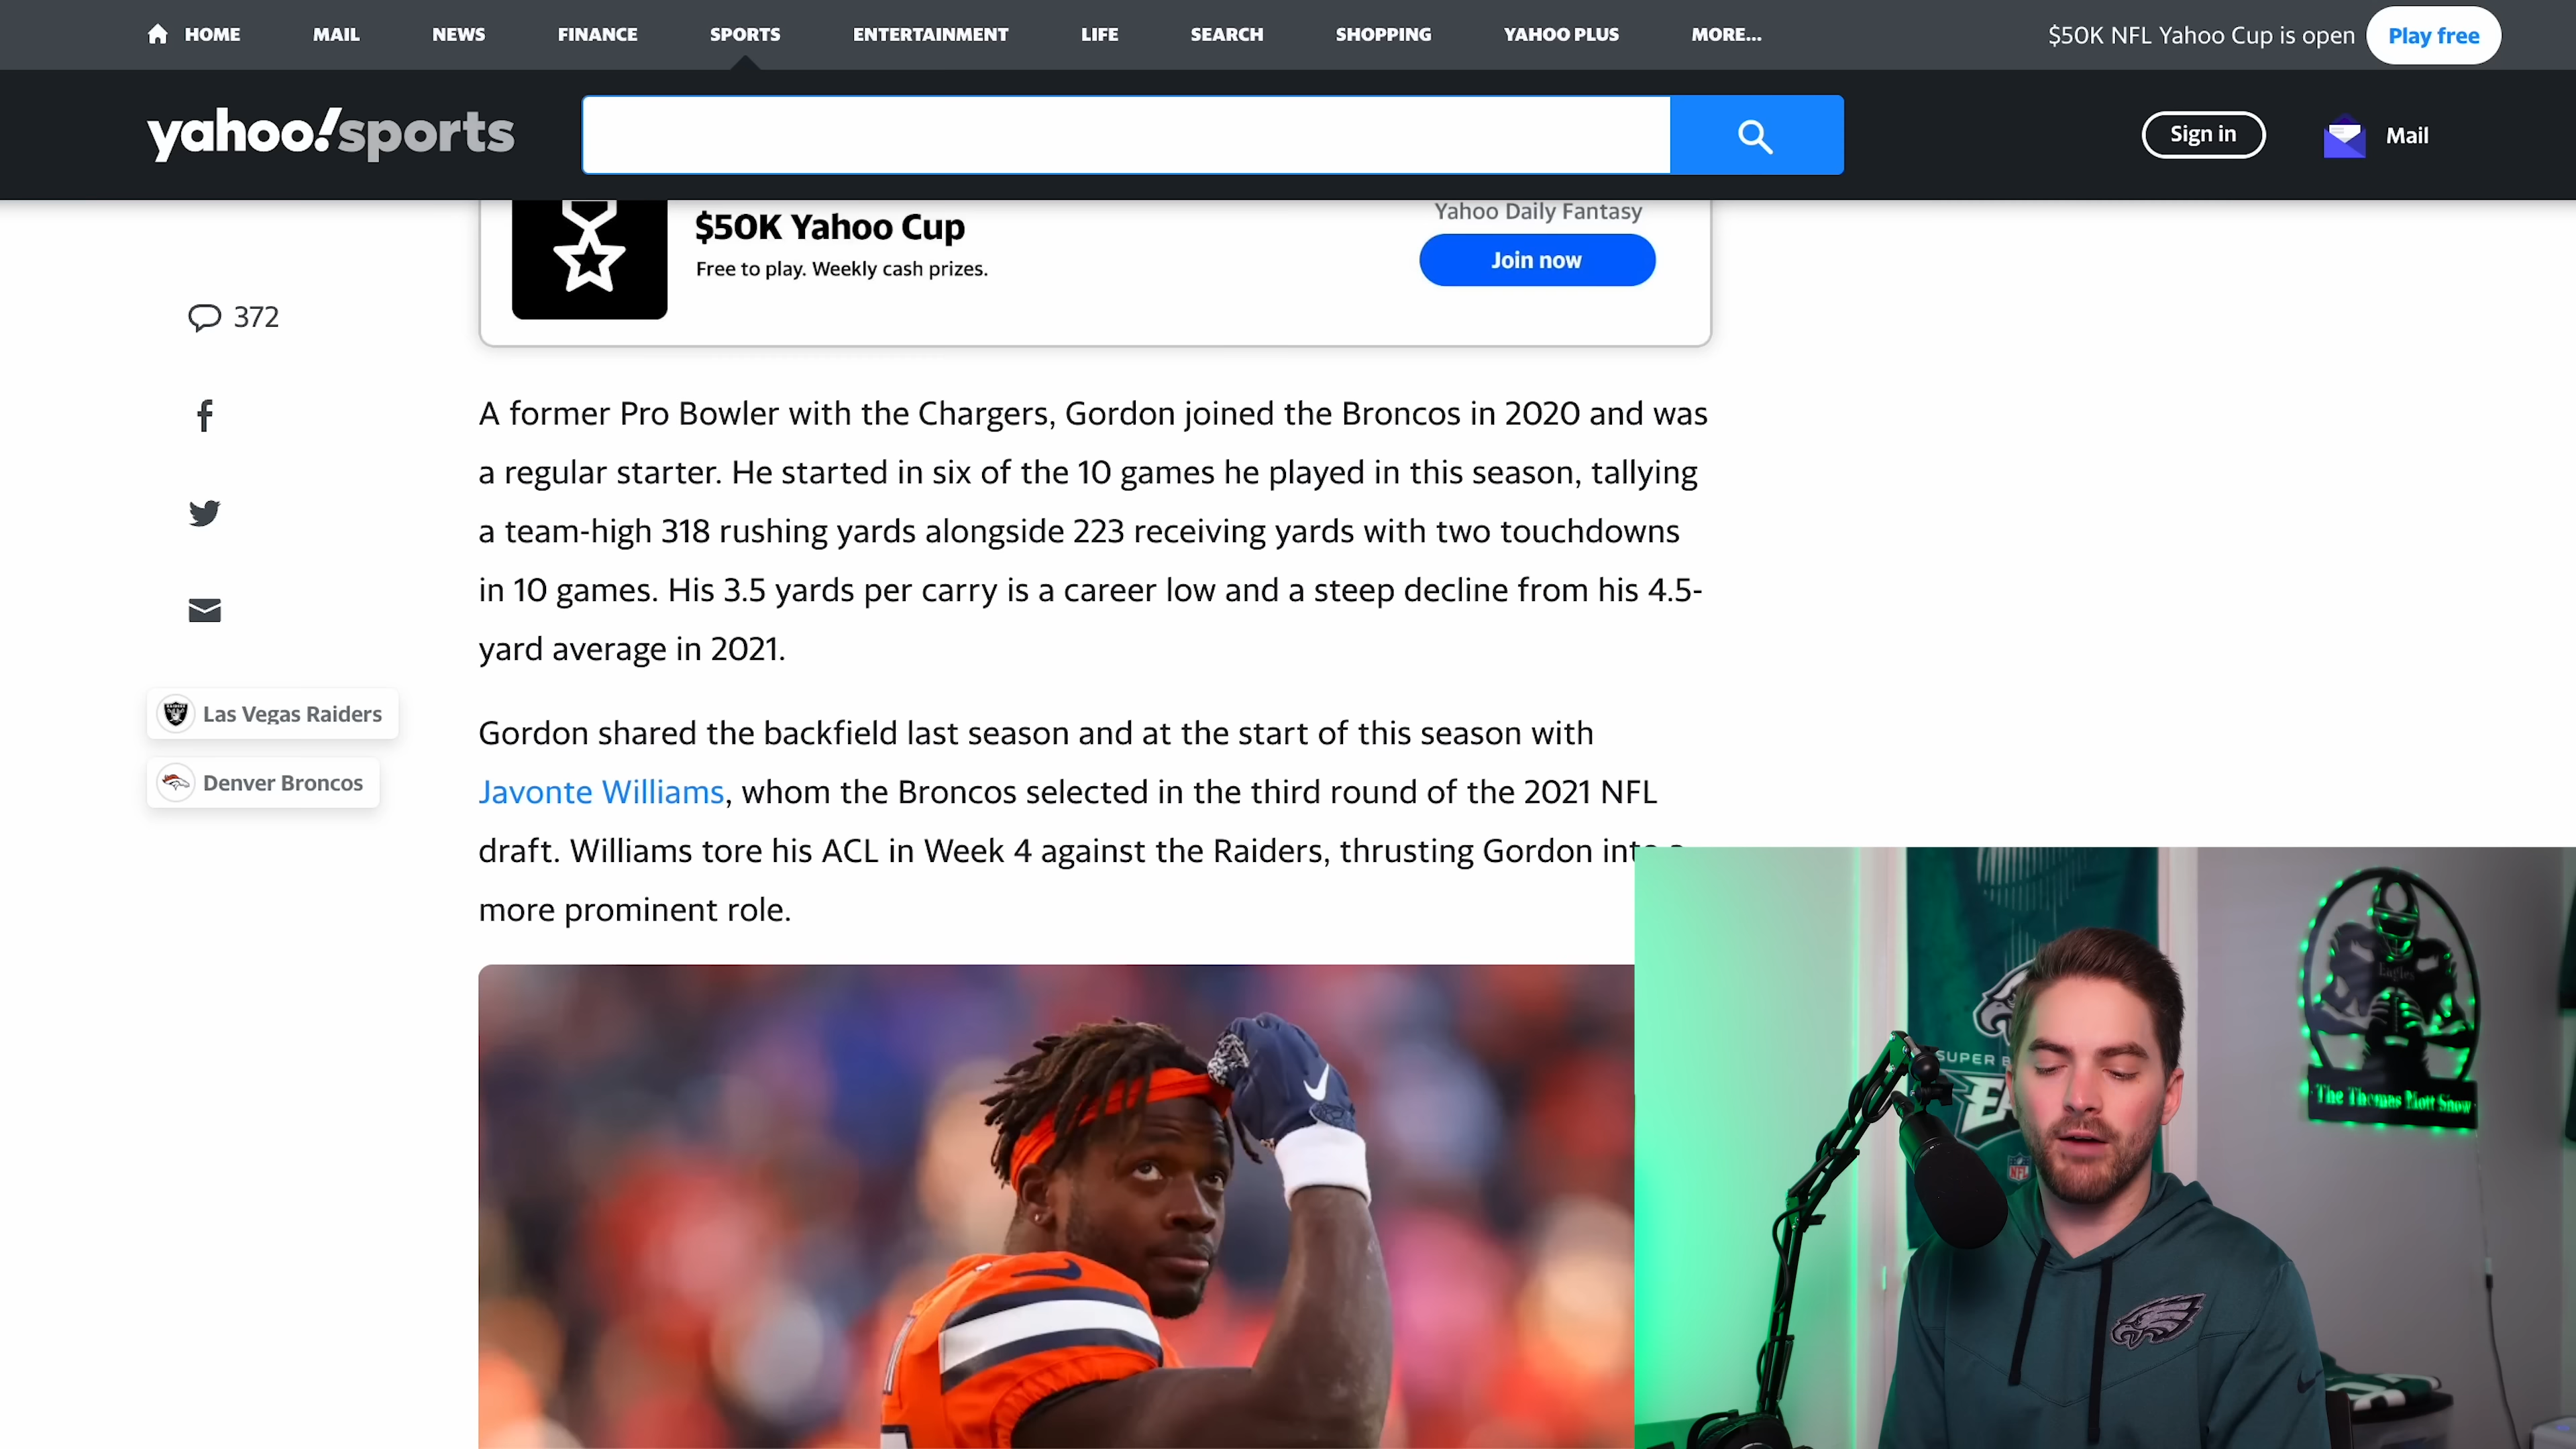 HOME MAIL NEWS FINANCE SPORTS ENTERTAINMENT LIFE SEARCH SHOPPING YAHOO PLUS MORE... $50K NFL Yahoo Cup is open Play free
yahoo!sports Sign in Mail
$50K Yahoo Cup
Free to play. Weekly cash prizes.
Yahoo Daily Fantasy
Join now
372
Las Vegas Raiders
Denver Broncos
A former Pro Bowler with the Chargers, Gordon joined the Broncos in 2020 and was
a regular starter. He started in six of the 10 games he played in this season, tallying
a team-high 318 rushing yards alongside 223 receiving yards with two touchdowns
in 10 games. His 3.5 yards per carry is a career low and a steep decline from his 4.5-
yard average in 2021.
Gordon shared the backfield last season and at the start of this season with
Javonte Williams, whom the Broncos selected in the third round of the 2021 NFL
draft. Williams tore his ACL in Week 4 against the Raiders, thrusting Gordon into a
more prominent role.
SUPER B
EA
NFL
Eagles
The Thomas Mott Show